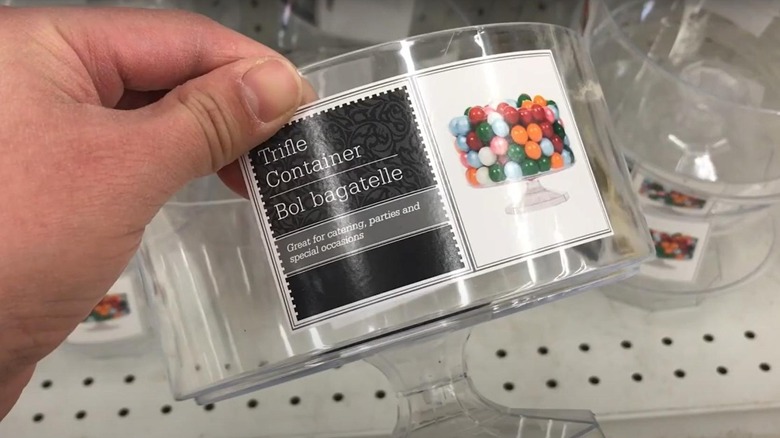 Trifle
Container
Bol bagatelle
Great for catering, parties and
special occasions